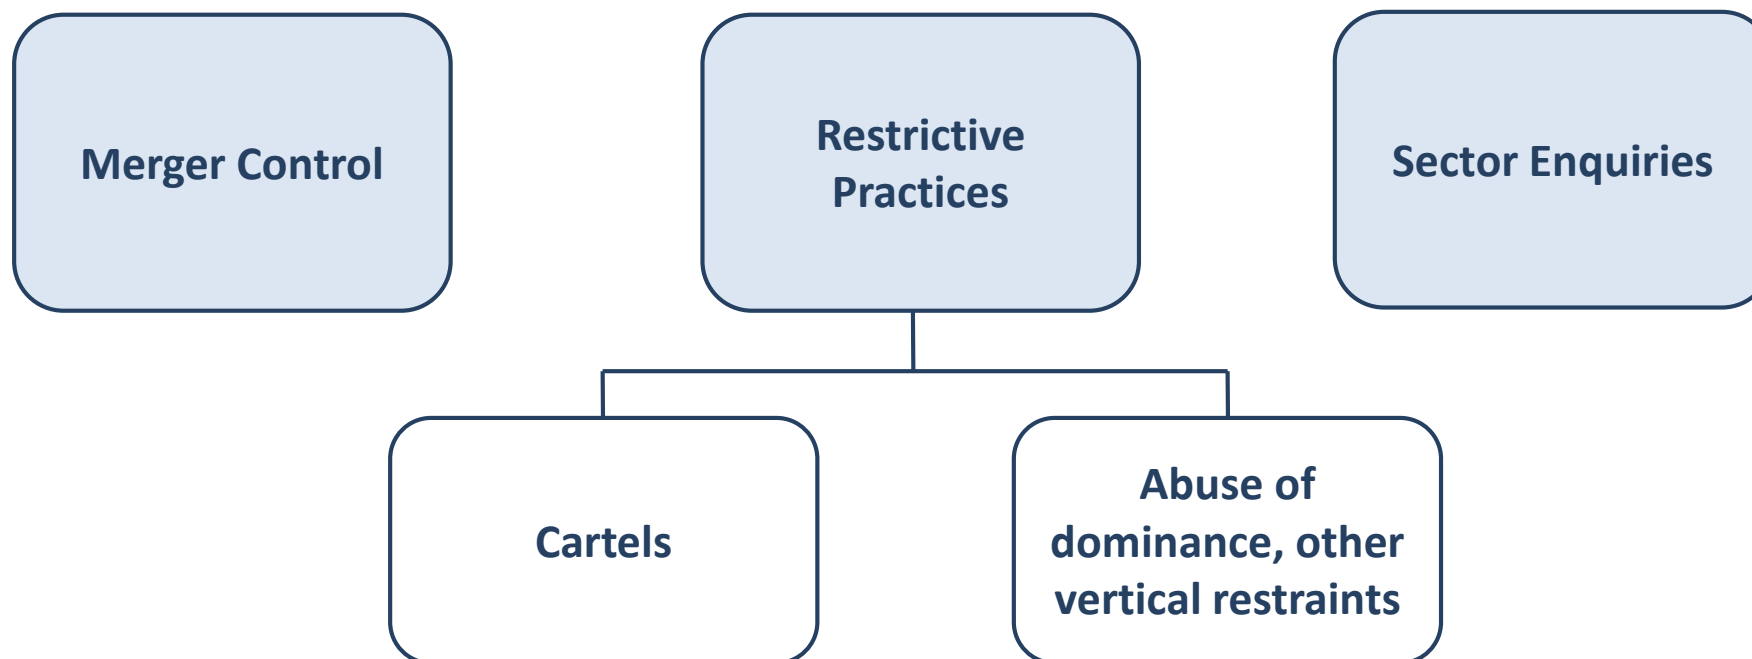 Merger Control
Restrictive
Practices
Sector Enquiries
Cartels
Abuse of
dominance, other
vertical restraints